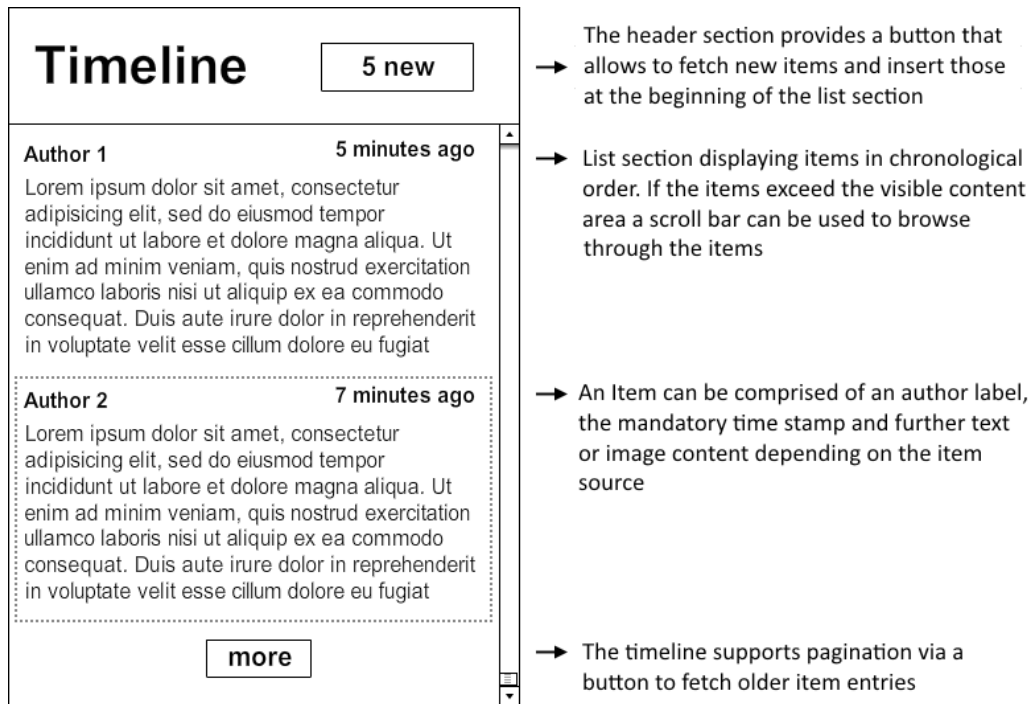 Timeline
5 new
The header section provides a button that
allows to fetch new items and insert those
at the beginning of the list section
Author 1
5 minutes ago
Lorem ipsum dolor sit amet, consectetur
adipisicing elit, sed do eiusmod tempor
incididunt ut labore et dolore magna aliqua. Ut
enim ad minim veniam, quis nostrud exercitation
ullamco laboris nisi ut aliquip ex ea commodo
consequat. Duis aute irure dolor in reprehenderit
in voluptate velit esse cillum dolore eu fugiat
List section displaying items in chronological
order. If the items exceed the visible content
area a scroll bar can be used to browse
through the items
Author 2
7 minutes ago
Lorem ipsum dolor sit amet, consectetur
adipisicing elit, sed do eiusmod tempor
incididunt ut labore et dolore magna aliqua. Ut
enim ad minim veniam, quis nostrud exercitation
ullamco laboris nisi ut aliquip ex ea commodo
consequat. Duis aute irure dolor in reprehenderit
in voluptate velit esse cillum dolore eu fugiat
An Item can be comprised of an author label,
the mandatory time stamp and further text
or image content depending on the item
source
more
The timeline supports pagination via a
button to fetch older item entries